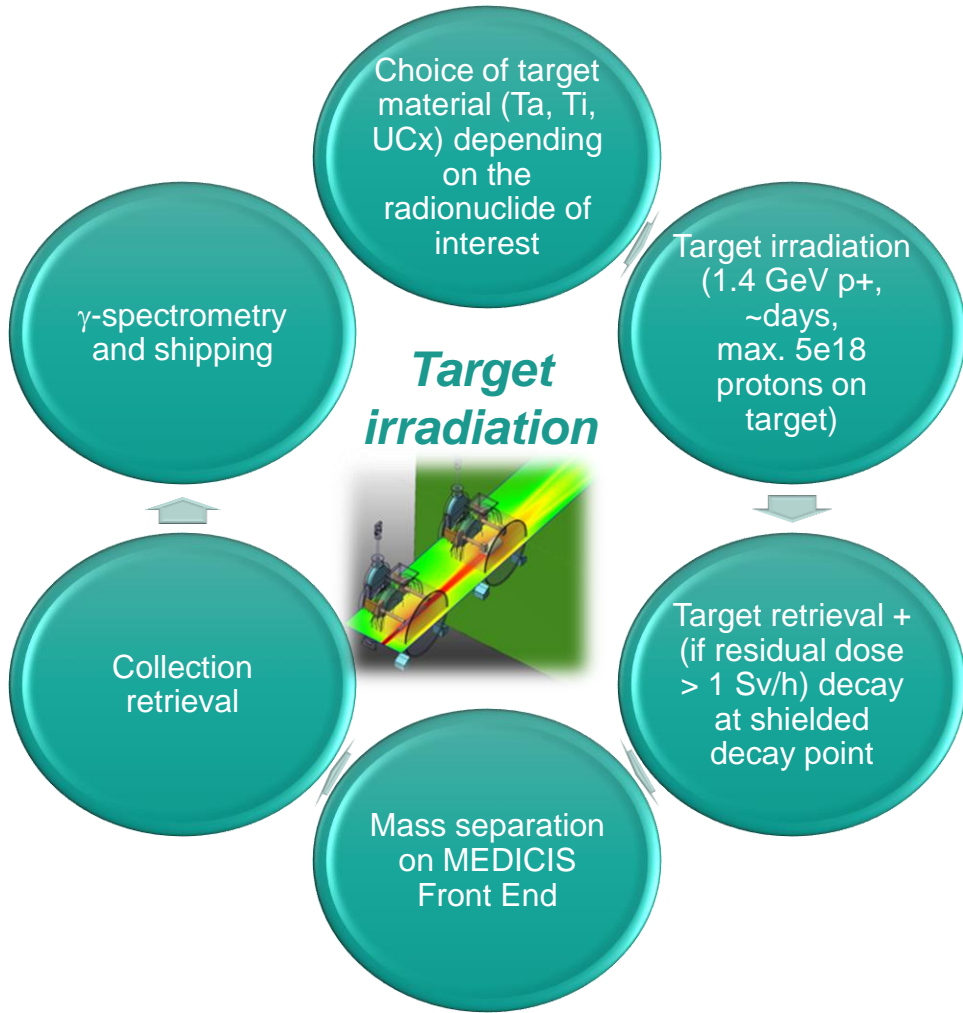 Choice of target
material (Ta, Ti,
UCx) depending
on the
radionuclide of
interest
Target irradiation
(1.4 GeV p+,
~days,
max. 5e18
protons on
target)
Target retrieval +
(if residual dose
> 1 Sv/h) decay
at shielded
decay point
Mass separation
on MEDICIS
Front End
Collection
retrieval
γ-spectrometry
and shipping
Target
irradiation